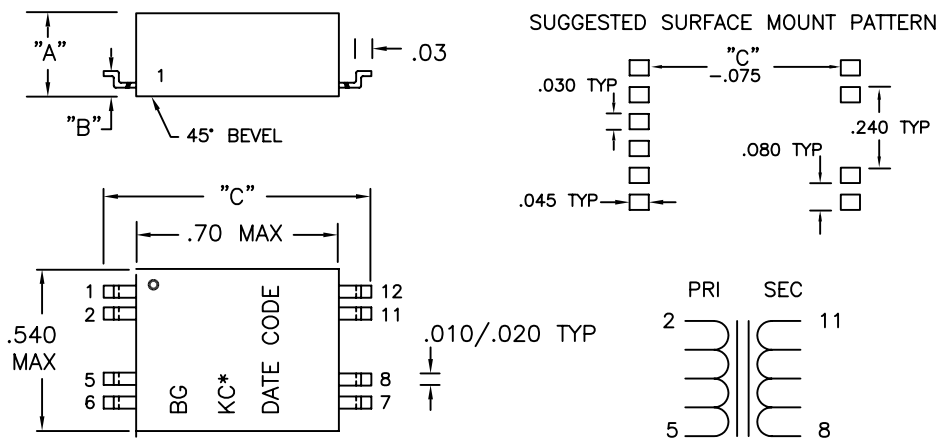 SUGGESTED SURFACE MOUNT PATTERN
"A"
.03
1
"B"
45° BEVEL
"C"
-.075
.030 TYP
.240 TYP
.080 TYP
.045 TYP
"C"
.70 MAX
1
2
5
6
12
11
8
7
.540
MAX
BG
KC*
DATE CODE
.010/.020 TYP
PRI SEC
2 11
5 8